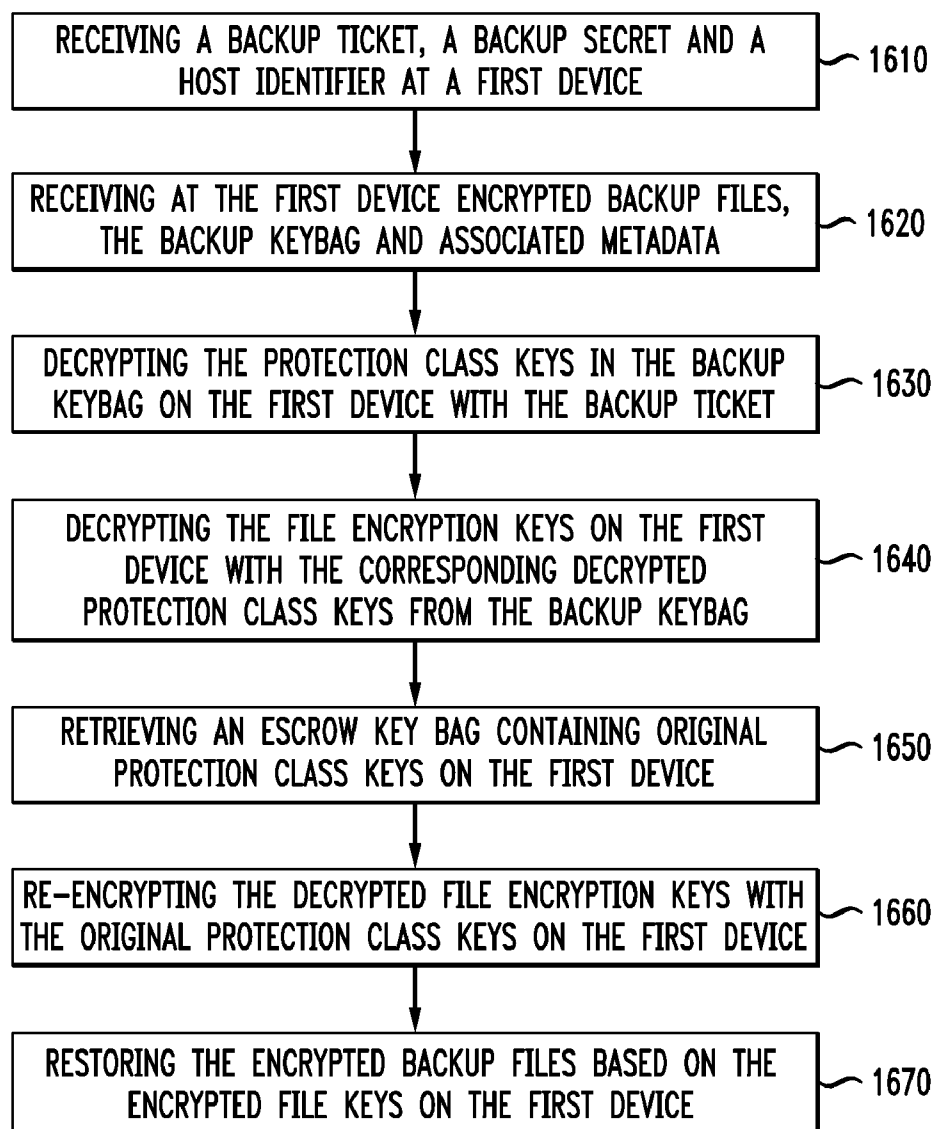 RECEIVING A BACKUP TICKET, A BACKUP SECRET AND A
HOST IDENTIFIER AT A FIRST DEVICE
1610
RECEIVING AT THE FIRST DEVICE ENCRYPTED BACKUP FILES,
THE BACKUP KEYBAG AND ASSOCIATED METADATA
1620
DECRYPTING THE PROTECTION CLASS KEYS IN THE BACKUP
KEYBAG ON THE FIRST DEVICE WITH THE BACKUP TICKET
1630
DECRYPTING THE FILE ENCRYPTION KEYS ON THE FIRST
DEVICE WITH THE CORRESPONDING DECRYPTED
PROTECTION CLASS KEYS FROM THE BACKUP KEYBAG
1640
RETRIEVING AN ESCROW KEY BAG CONTAINING ORIGINAL
PROTECTION CLASS KEYS ON THE FIRST DEVICE
1650
RE-ENCRYPTING THE DECRYPTED FILE ENCRYPTION KEYS WITH
THE ORIGINAL PROTECTION CLASS KEYS ON THE FIRST DEVICE
1660
RESTORING THE ENCRYPTED BACKUP FILES BASED ON THE
ENCRYPTED FILE KEYS ON THE FIRST DEVICE
1670